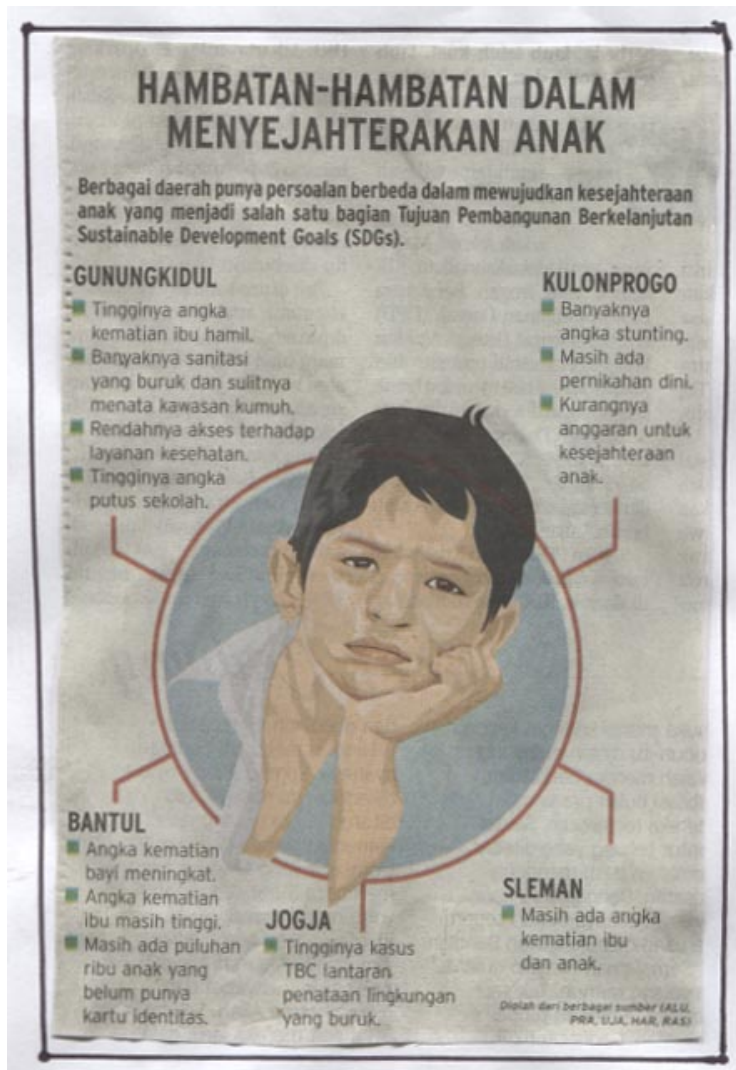 HAMBATAN-HAMBATAN DALAM
MENYEJAHTERAKAN ANAK
Berbagai daerah punya persoalan berbeda dalam mewujudkan kesejahteraan
anak yang menjadi salah satu bagian Tujuan Pembangunan Berkelanjutan
Sustainable Development Goals (SDGs).
GUNUNGKIDUL
Tingginya angka
kematian ibu hamil.
Banyaknya sanitasi
yang buruk dan sulitnya
menata kawasan kumuh.
Rendahnya akses terhadap
layanan kesehatan.
Tingginya angka
putus sekolah.
KULONPROGO
Banyaknya
angka stunting.
Masih ada
pernikahan dini.
Kurangnya
anggaran untuk
kesejahteraan
anak.
BANTUL
Angka kematian
bayi meningkat.
Angka kematian
ibu masih tinggi.
Masih ada puluhan
ribu anak yang
belum punya
kartu identitas.
JOGJA
Tingginya kasus
TBC lantaran
penataan lingkungan
yang buruk.
SLEMAN
Masih ada angka
kematian ibu
dan anak.
Diolah dari berbagai sumber (ALU,
PRA, UJA, HAR, RAS)